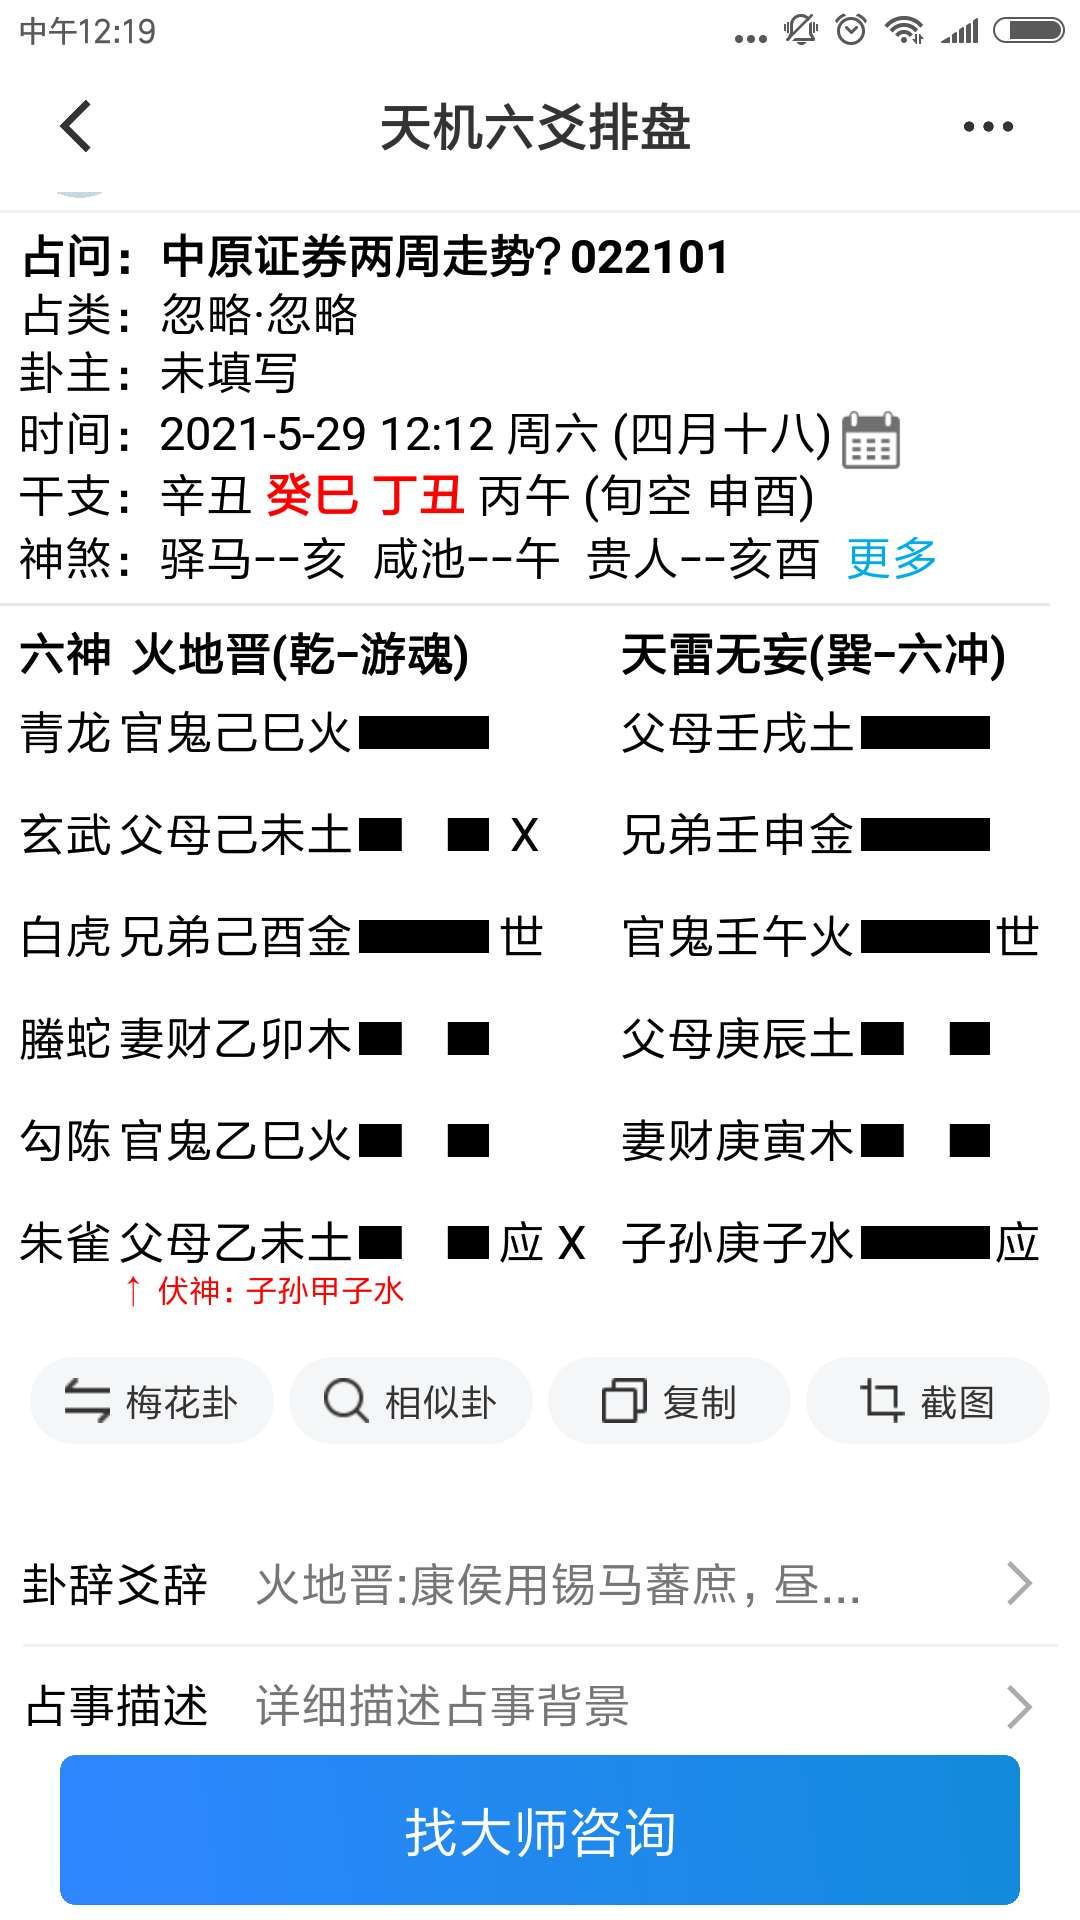 中午12:19
天机六爻排盘
占问：中原证券两周走势?022101
占类：忽略·忽略
卦主：未填写
时间：2021-5-29 12:12 周六 (四月十八)
干支：辛丑 癸巳 丁丑 丙午 (旬空 申酉)
神煞：驿马--亥 咸池--午 贵人--亥酉 更多
六神 火地晋(乾-游魂) 天雷无妄(巽-六冲)
青龙 官鬼己巳火 父母壬戌土
玄武 父母己未土 X 兄弟壬申金
白虎 兄弟己酉金 世 官鬼壬午火 世
螣蛇 妻财乙卯木 父母庚辰土
勾陈 官鬼乙巳火 妻财庚寅木
朱雀 父母乙未土 应 X 子孙庚子水 应
↑ 伏神：子孙甲子水
梅花卦 相似卦 复制 截图
卦辞爻辞 火地晋:康侯用锡马蕃庶，昼...
占事描述 详细描述占事背景
找大师咨询